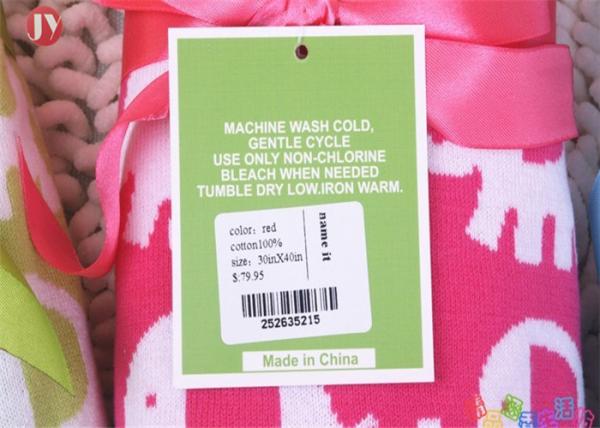 JY
MACHINE WASH COLD,
GENTLE CYCLE
USE ONLY NON-CHLORINE
BLEACH WHEN NEEDED
TUMBLE DRY LOW.IRON WARM.
color: red
cotton100%
size: 30inX40in
$:79.95
name it
252635215
Made in China